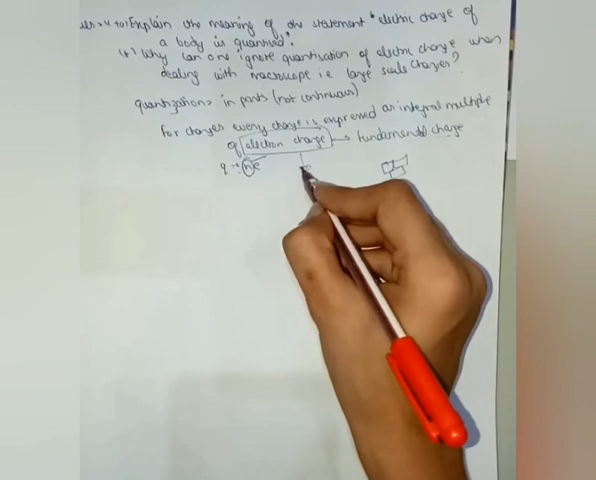 Explain the meaning of the statement "electric charge of
a body is quantised".
Why can one ignore quantisation of electric charge when
dealing with macroscopic i.e large scale charges?
quantization = in parts (not continuous)
For charges every charge is expressed as integral multiple
of electron charge → fundamental charge
q = ne